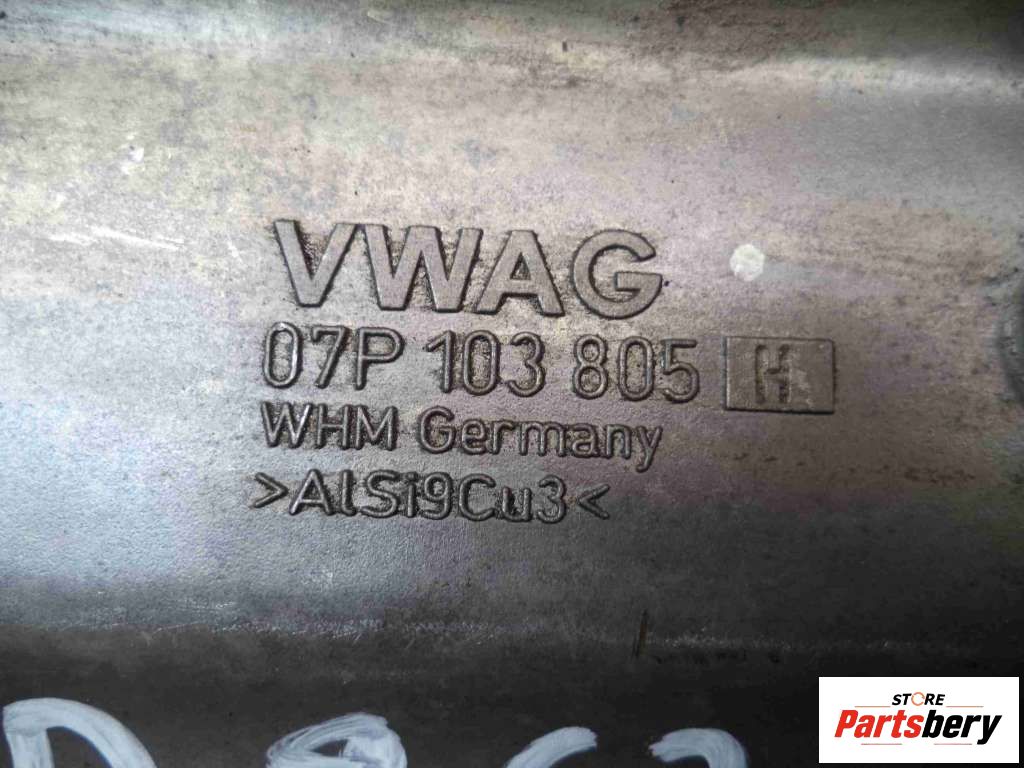 VWAG
07P 103 805 H
WHM Germany
>AlSi9Cu3<
STORE
Partsbery